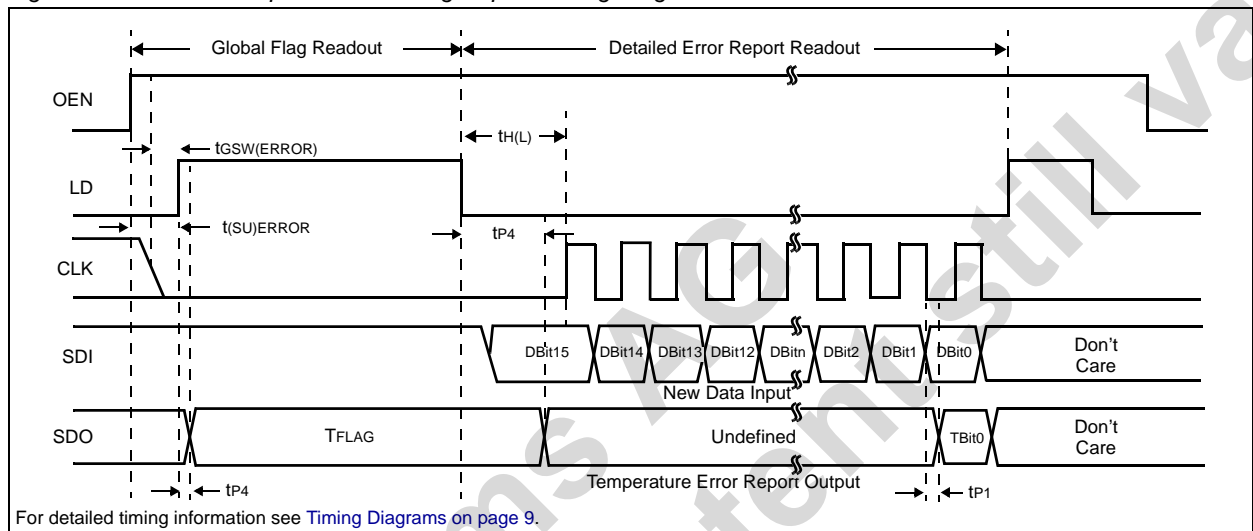 Global Flag Readout
Detailed Error Report Readout
OEN
tH(L)
tGSW(ERROR)
LD
t(SU)ERROR
tP4
CLK
SDI
DBit15
DBit14
DBit13
DBit12
DBitn
DBit2
DBit1
DBit0
Don't
Care
New Data Input
SDO
TFLAG
Undefined
TBit0
Don't
Care
Temperature Error Report Output
tP4
tP1
For detailed timing information see Timing Diagrams on page 9.